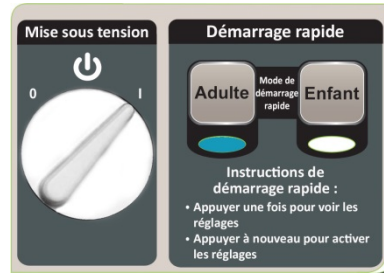 Mise sous tension
0
I
Démarrage rapide
Adulte
Mode de
démarrage
rapide
Enfant
Instructions de
démarrage rapide :
• Appuyer une fois pour voir les
réglages
• Appuyer à nouveau pour activer
les réglages